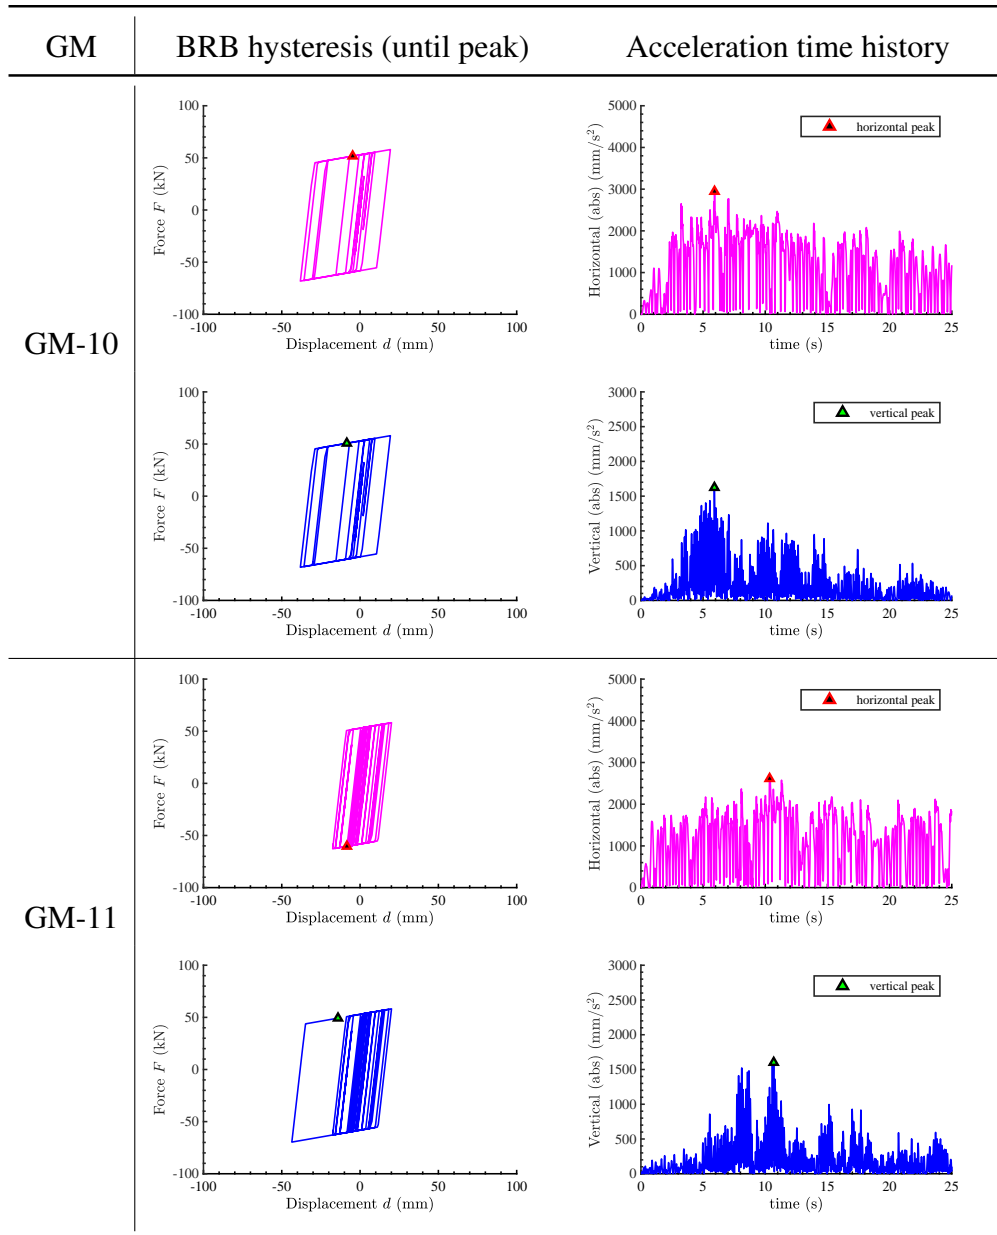 GM BRB hysteresis (until peak) Acceleration time history
GM-10
100
50
0
-50
-100
-100 -50 0 50 100
Force F (kN)
Displacement d (mm)
5000
4000
3000
2000
1000
0
0 5 10 15 20 25
Horizontal (abs) (mm/s²)
time (s)
horizontal peak
100
50
0
-50
-100
-100 -50 0 50 100
Force F (kN)
Displacement d (mm)
3000
2500
2000
1500
1000
500
0
0 5 10 15 20 25
Vertical (abs) (mm/s²)
time (s)
vertical peak
GM-11
100
50
0
-50
-100
-100 -50 0 50 100
Force F (kN)
Displacement d (mm)
5000
4000
3000
2000
1000
0
0 5 10 15 20 25
Horizontal (abs) (mm/s²)
time (s)
horizontal peak
100
50
0
-50
-100
-100 -50 0 50 100
Force F (kN)
Displacement d (mm)
3000
2500
2000
1500
1000
500
0
0 5 10 15 20 25
Vertical (abs) (mm/s²)
time (s)
vertical peak